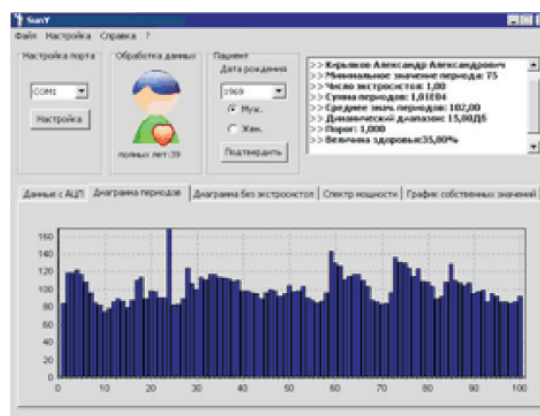 SunY
Файл Настройка Справка ?
Настройка порта
COM1
Настройка
Обработка данных
полных лет:39
Пациент
Дата рождения
1969
Муж.
Жен.
Подтвердить
>> Кирьяков Александр Александрович
>> Минимальное значение периода: 75
>> Число экстросистол: 1,00
>> Сумма периодов: 1,01E04
>> Среднее знач. периодов: 102,00
>> Динамический диапазон: 15,80Дб
>> Порог: 1,000
>> Величина здоровья:35,80%
Данные с АЦП Диаграмма периодов Диаграмма без экстросистол Спектр мощности График собственных значений
160
140
120
100
80
60
40
20
0
0 10 20 30 40 50 60 70 80 90 100